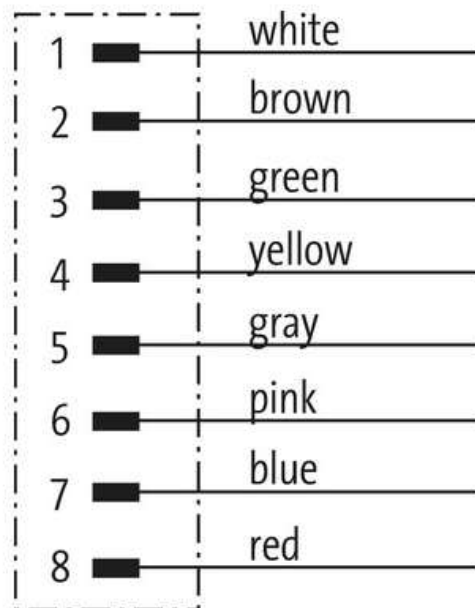 1 white
2 brown
3 green
4 yellow
5 gray
6 pink
7 blue
8 red